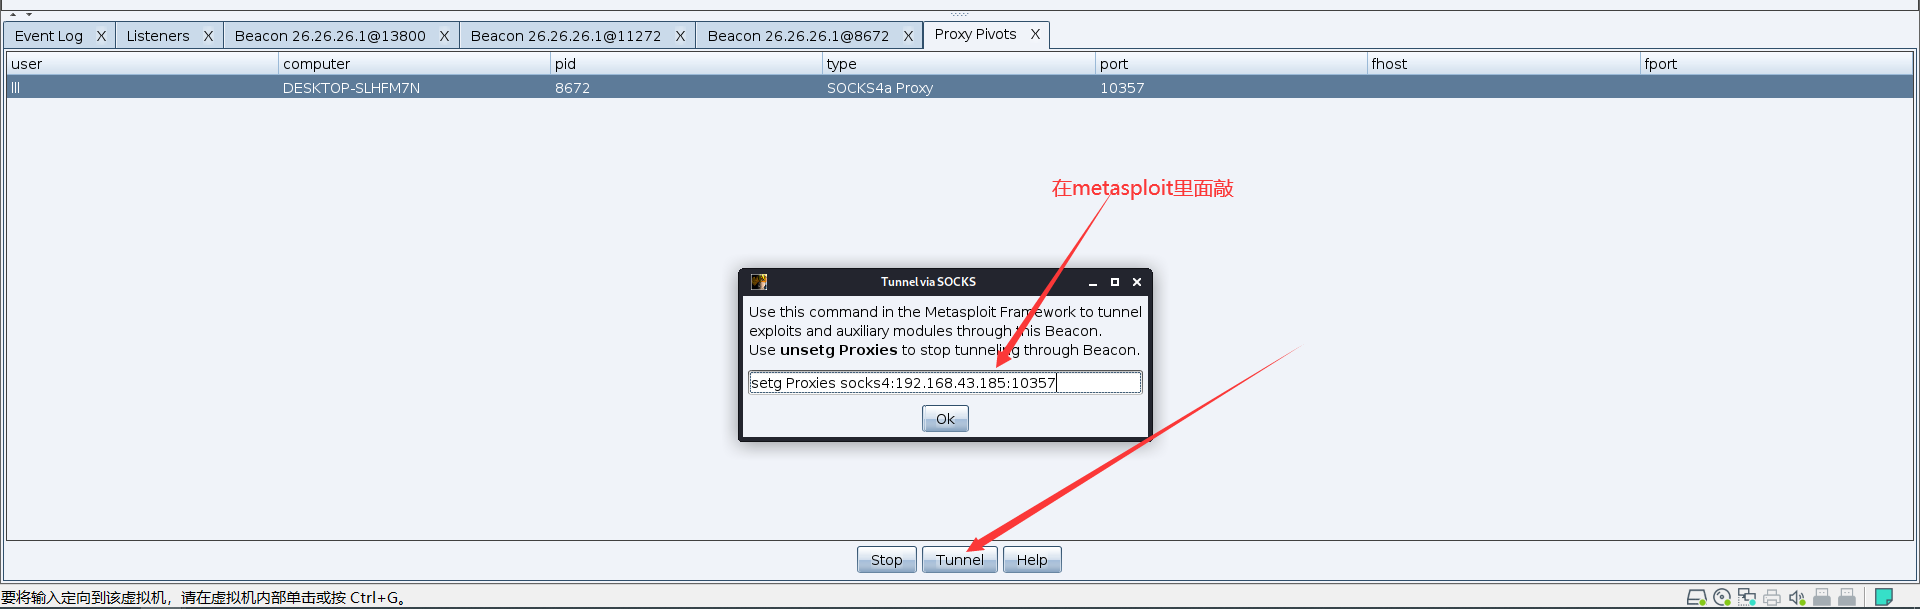 Event Log X Listeners X Beacon 26.26.26.1@13800 X Beacon 26.26.26.1@11272 X Beacon 26.26.26.1@8672 X Proxy Pivots X
user computer pid type port fhost fport
lll DESKTOP-SLHFM7N 8672 SOCKS4a Proxy 10357
在metasploit里面敲
Tunnel via SOCKS
Use this command in the Metasploit Framework to tunnel
exploits and auxiliary modules through this Beacon.
Use unsetg Proxies to stop tunneling through Beacon.
setg Proxies socks4:192.168.43.185:10357
Ok
Stop Tunnel Help
要将输入定向到该虚拟机，请在虚拟机内部单击或按 Ctrl+G。